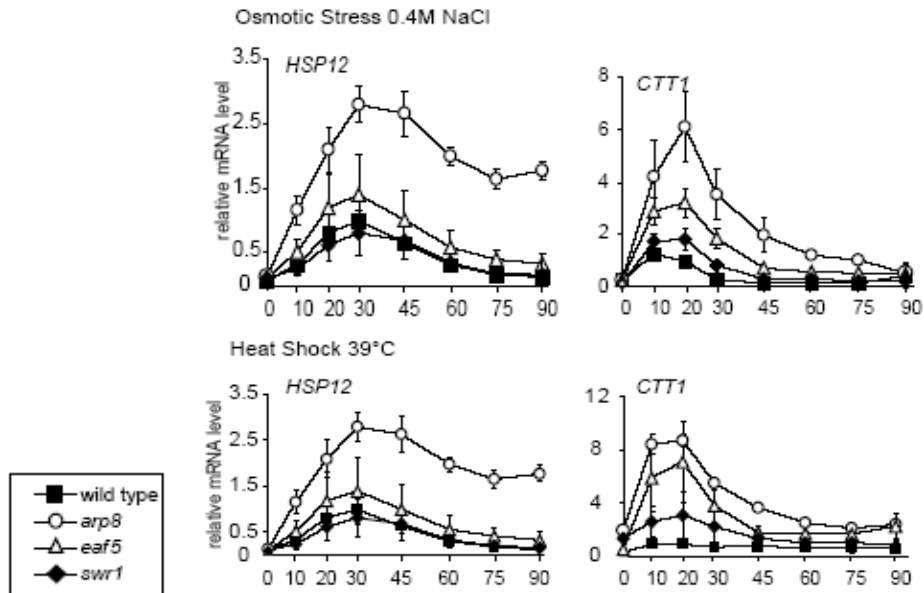 Osmotic Stress 0.4M NaCl
HSP12
CTT1
relative mRNA level
3.5
2.5
1.5
0.5
0
0 10 20 30 45 60 75 90
8
6
4
2
0
0 10 20 30 45 60 75 90
Heat Shock 39°C
HSP12
CTT1
relative mRNA level
3.5
2.5
1.5
0.5
0
0 10 20 30 45 60 75 90
12
8
4
0
0 10 20 30 45 60 75 90
wild type
arp8
eaf5
swr1